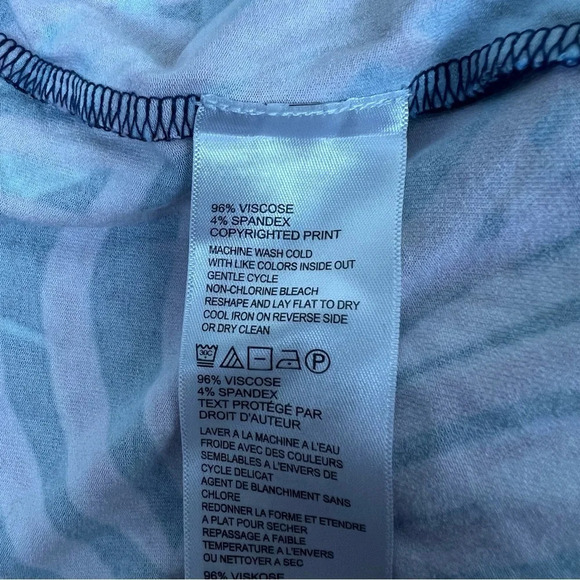 96% VISCOSE
4% SPANDEX
COPYRIGHTED PRINT
MACHINE WASH COLD
WITH LIKE COLORS INSIDE OUT
GENTLE CYCLE
NON-CHLORINE BLEACH
RESHAPE AND LAY FLAT TO DRY
COOL IRON ON REVERSE SIDE
OR DRY CLEAN
30C P
96% VISCOSE
4% SPANDEX
TEXT PROTÉGÉ PAR
DROIT D'AUTEUR
LAVER A LA MACHINE A L'EAU
FROIDE AVEC DES COULEURS
SEMBLABLES A L'ENVERS DE
CYCLE DELICAT
AGENT DE BLANCHIMENT SANS
CHLORE
REDONNER LA FORME ET ETENDRE
A PLAT POUR SECHER
REPASSAGE A FAIBLE
TEMPERATURE A L'ENVERS
OU NETTOYER A SEC
96% VISKOSE